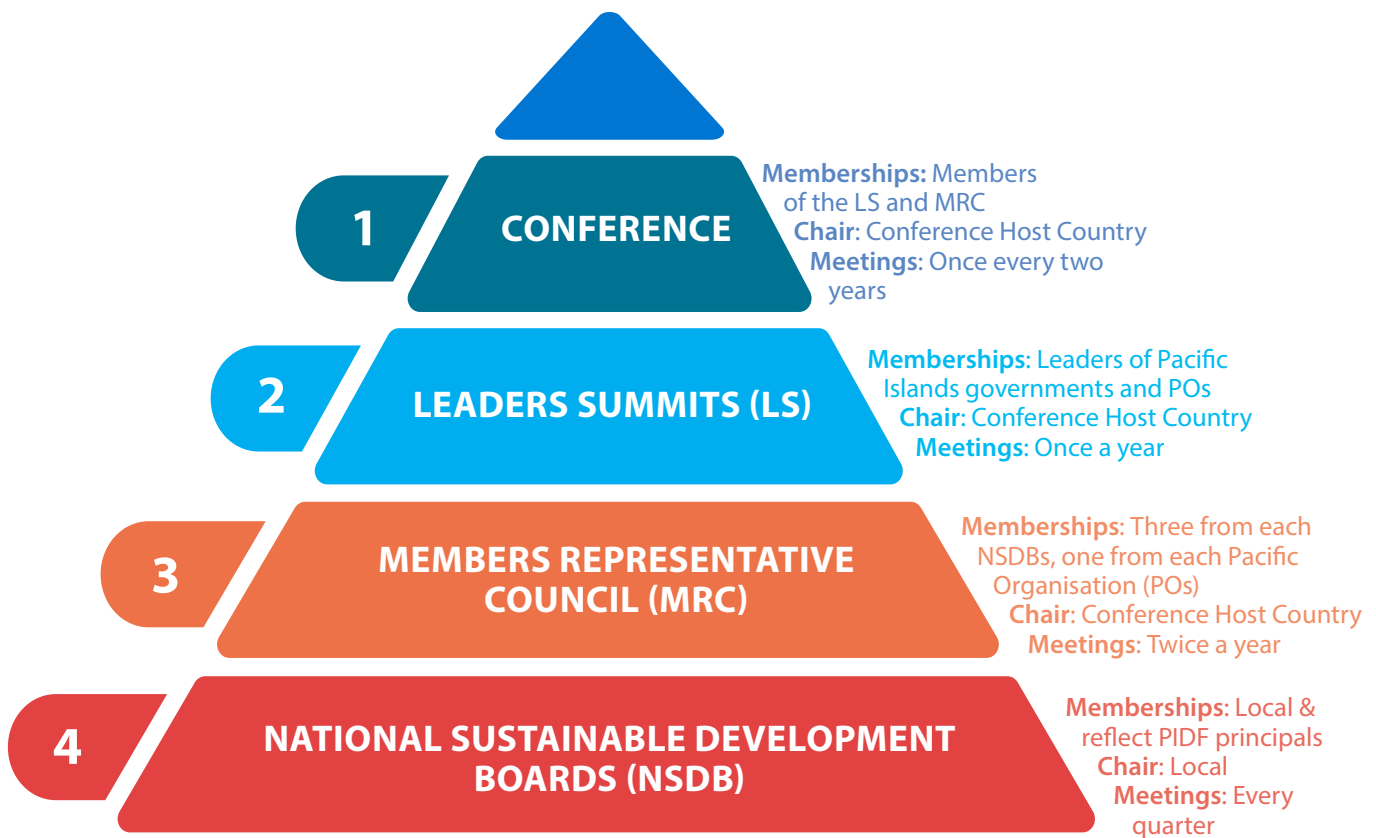 1
CONFERENCE
Memberships: Members
of the LS and MRC
Chair: Conference Host Country
Meetings: Once every two
years
2
LEADERS SUMMITS (LS)
Memberships: Leaders of Pacific
Islands governments and POs
Chair: Conference Host Country
Meetings: Once a year
3
MEMBERS REPRESENTATIVE
COUNCIL (MRC)
Memberships: Three from each
NSDBs, one from each Pacific
Organisation (POs)
Chair: Conference Host Country
Meetings: Twice a year
4
NATIONAL SUSTAINABLE DEVELOPMENT
BOARDS (NSDB)
Memberships: Local &
reflect PIDF principals
Chair: Local
Meetings: Every
quarter